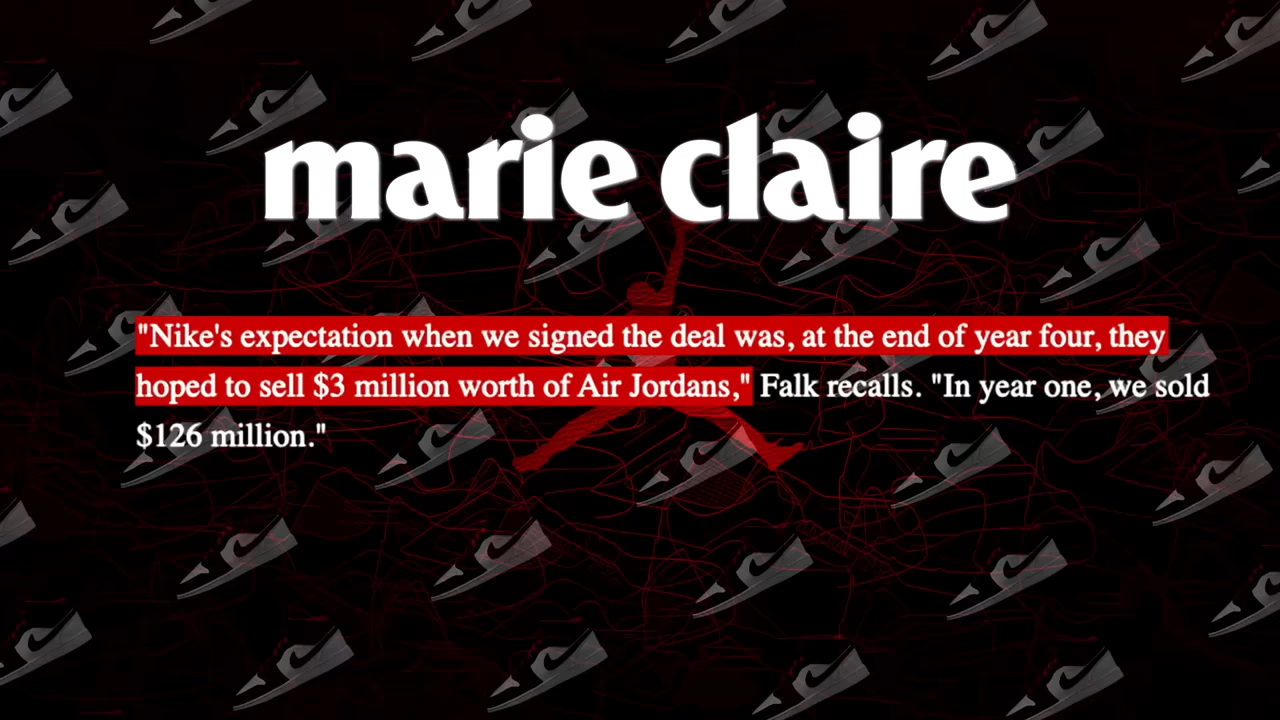 marie claire
"Nike's expectation when we signed the deal was, at the end of year four, they
hoped to sell $3 million worth of Air Jordans," Falk recalls. "In year one, we sold
$126 million."